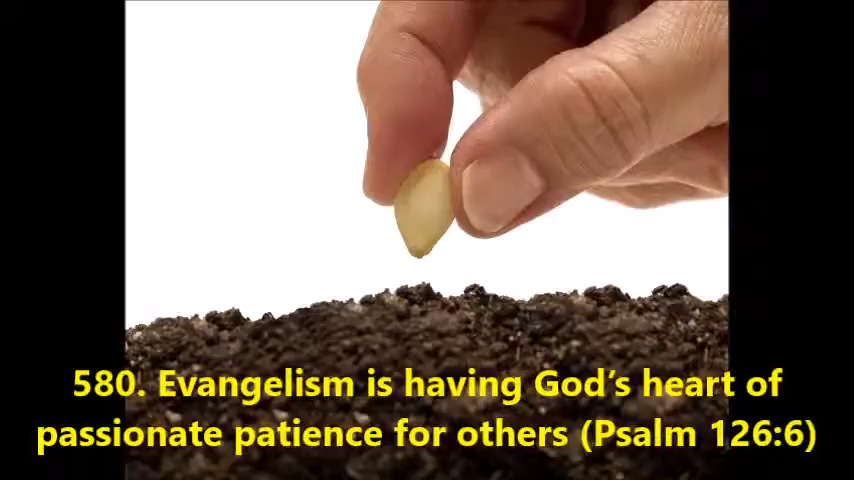 580. Evangelism is having God’s heart of
passionate patience for others (Psalm 126:6)